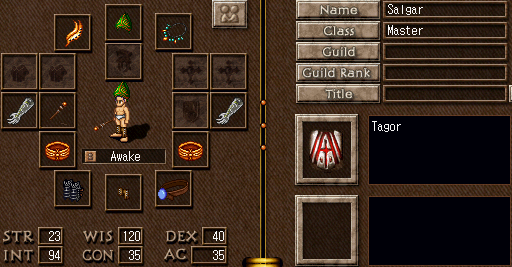 Name Salgar
Class Master
Guild
Guild Rank
Title
Tagor
B Awake
STR 23 WIS 120 DEX 40
INT 94 CON 35 AC 35